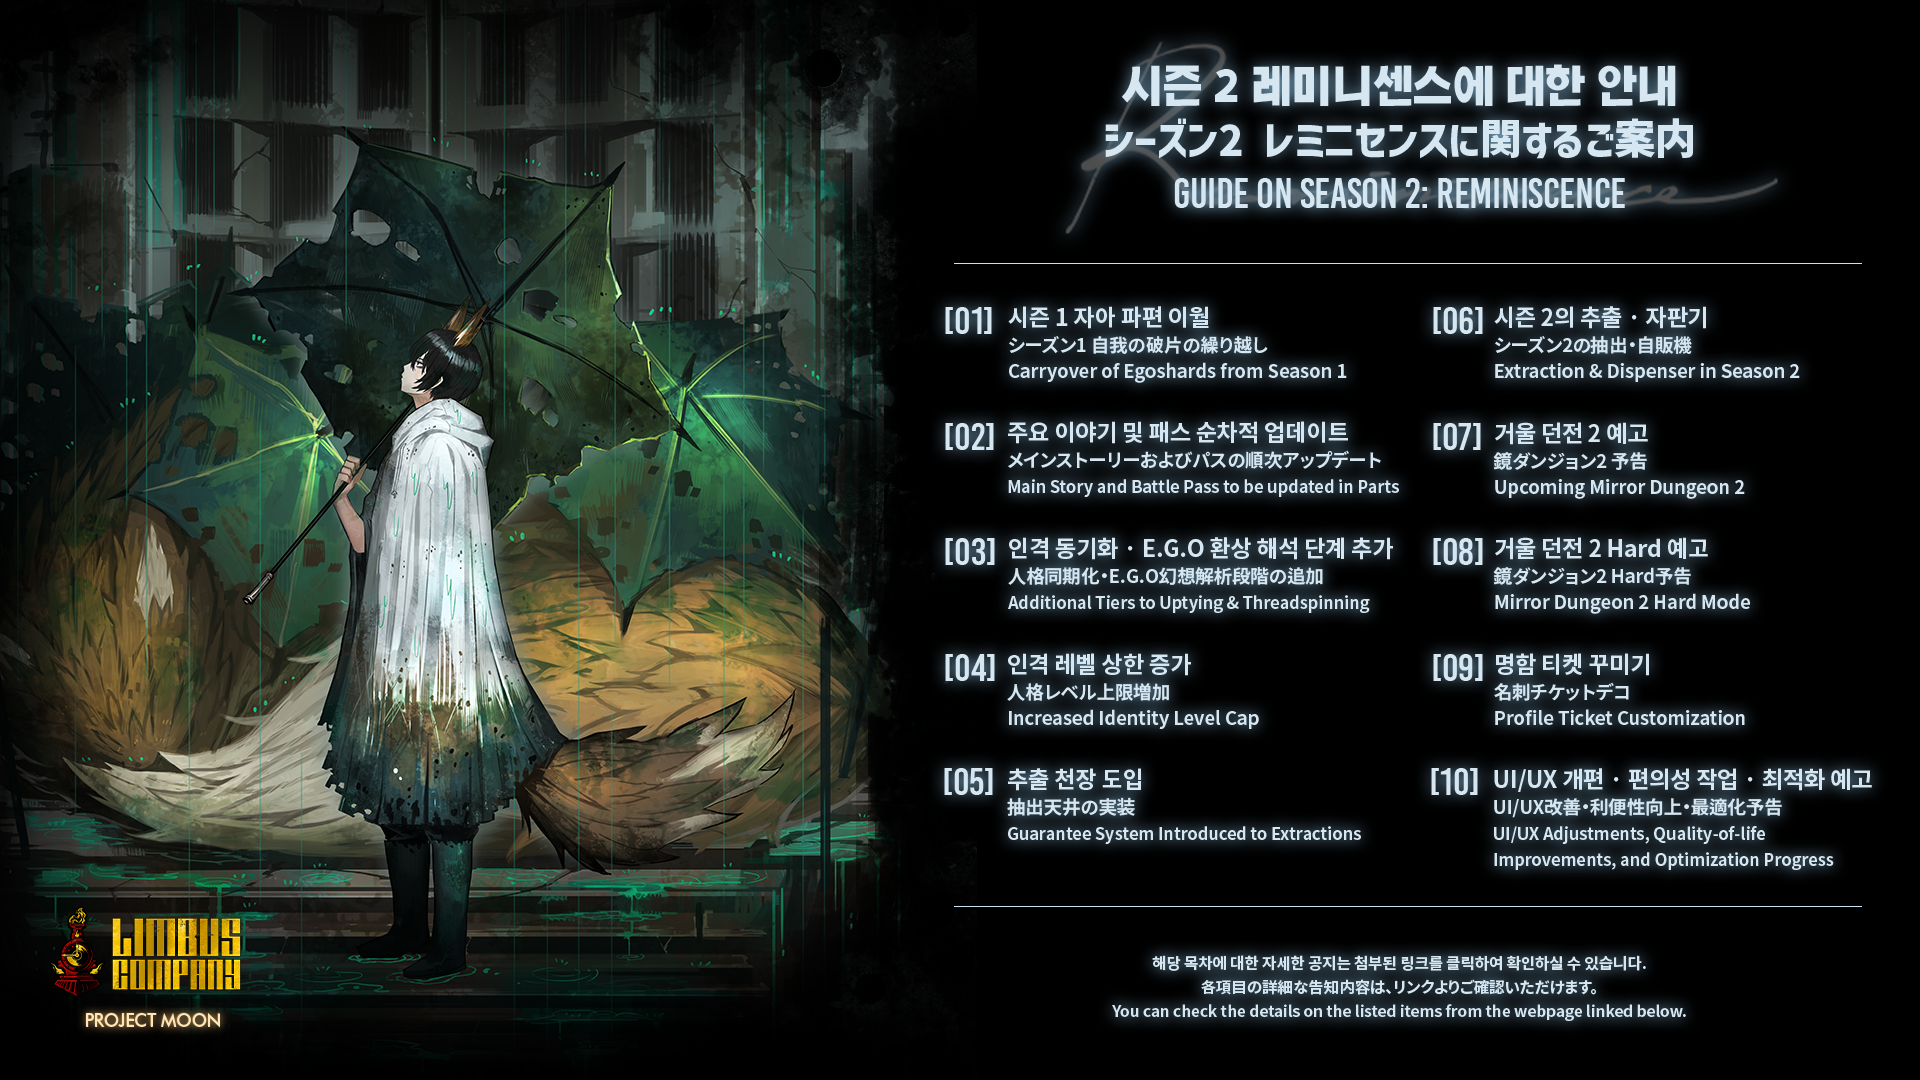 시즌 2 레미니센스에 대한 안내
シーズン2 レミニセンスに関するご案内
GUIDE ON SEASON 2: REMINISCENCE
[01] 시즌 1 자아 파편 이월
シーズン1 自我の破片の繰り越し
Carryover of Egoshards from Season 1
[02] 주요 이야기 및 패스 순차적 업데이트
メインストーリーおよびパスの順次アップデート
Main Story and Battle Pass to be updated in Parts
[03] 인격 동기화 · E.G.O 환상 해석 단계 추가
人格同期化・E.G.O幻想解析段階の追加
Additional Tiers to Uptying & Threadspinning
[04] 인격 레벨 상한 증가
人格レベル上限増加
Increased Identity Level Cap
[05] 추출 천장 도입
抽出天井の実装
Guarantee System Introduced to Extractions
[06] 시즌 2의 추출 · 자판기
シーズン2の抽出・自販機
Extraction & Dispenser in Season 2
[07] 거울 던전 2 예고
鏡ダンジョン2 予告
Upcoming Mirror Dungeon 2
[08] 거울 던전 2 Hard 예고
鏡ダンジョン2 Hard予告
Mirror Dungeon 2 Hard Mode
[09] 명함 티켓 꾸미기
名刺チケットデコ
Profile Ticket Customization
[10] UI/UX 개편 · 편의성 작업 · 최적화 예고
UI/UX改善・利便性向上・最適化予告
UI/UX Adjustments, Quality-of-life
Improvements, and Optimization Progress
해당 목차에 대한 자세한 공지는 첨부된 링크를 클릭하여 확인하실 수 있습니다.
各項目の詳細な告知内容は、リンクよりご確認いただけます。
You can check the details on the listed items from the webpage linked below.
LIMBUS
COMPANY
PROJECT MOON